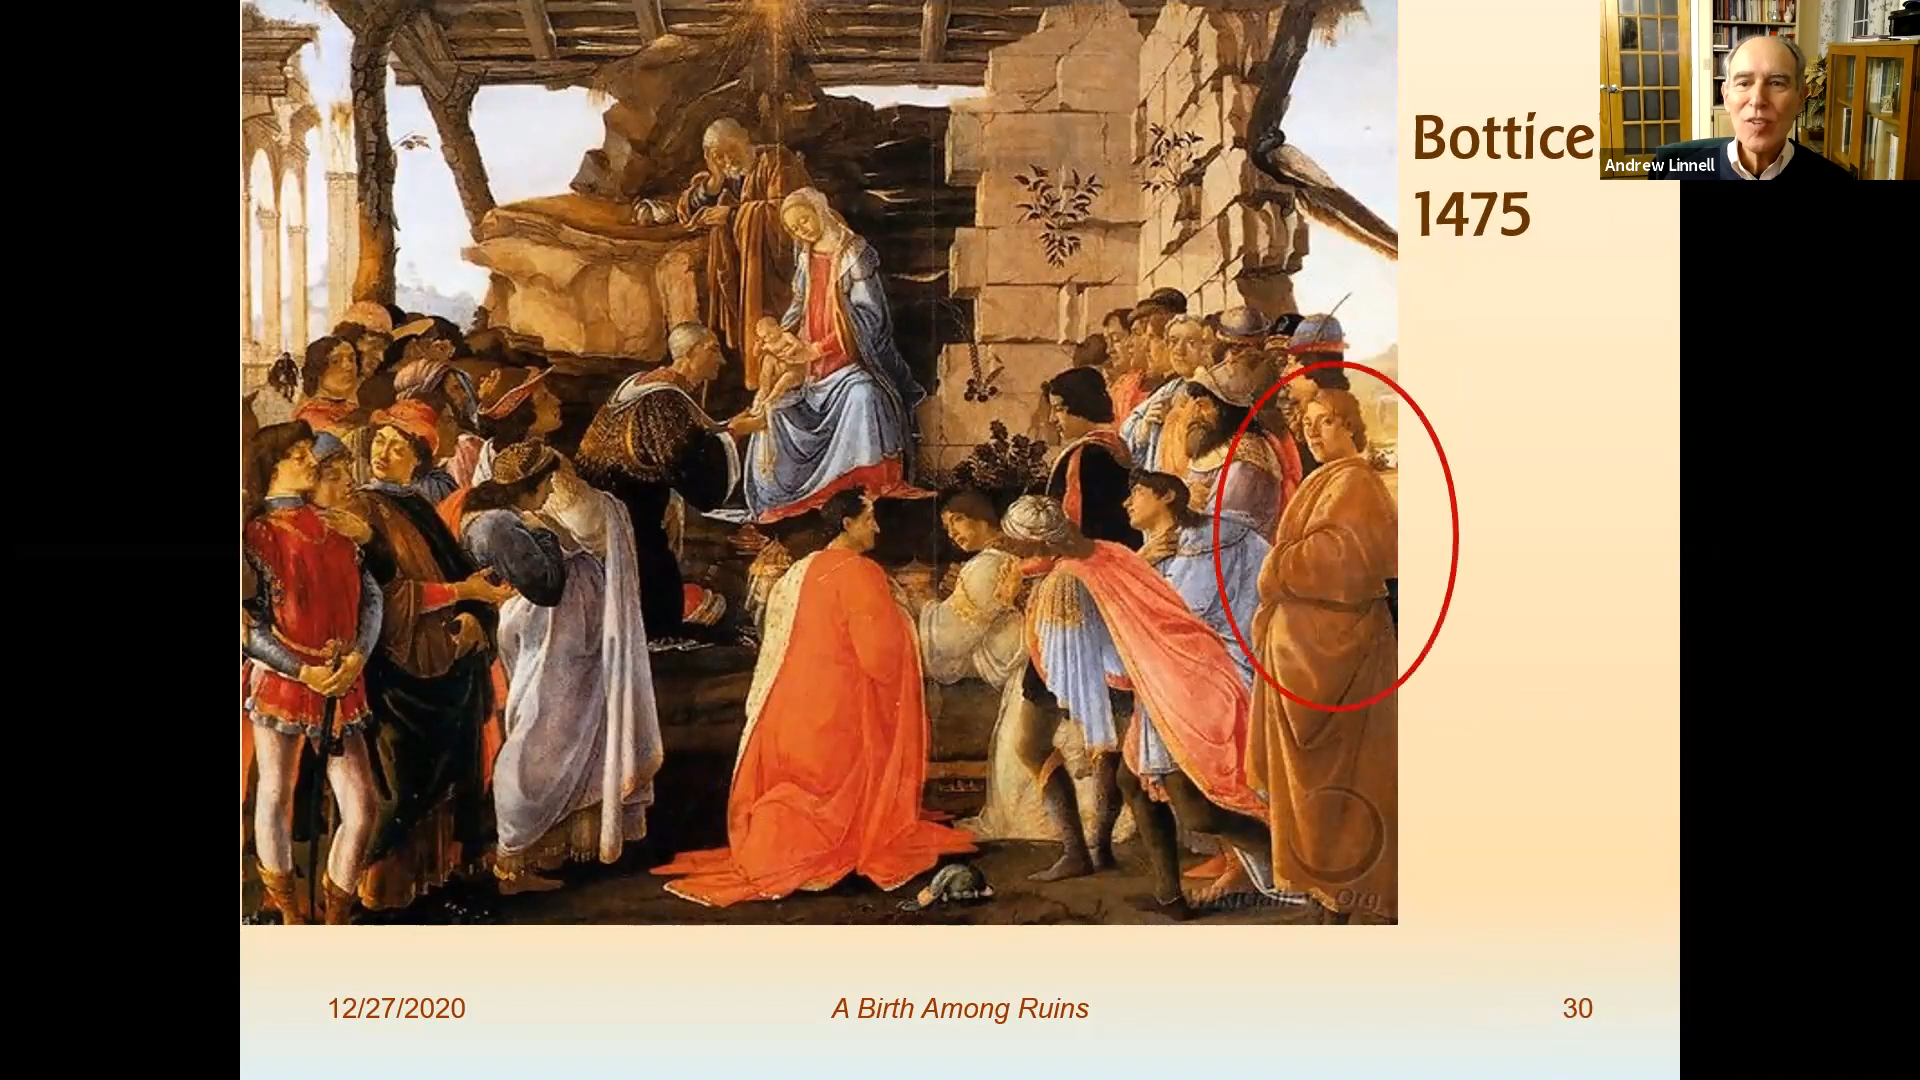 Bottice
1475
Andrew Linnell
12/27/2020
A Birth Among Ruins
30